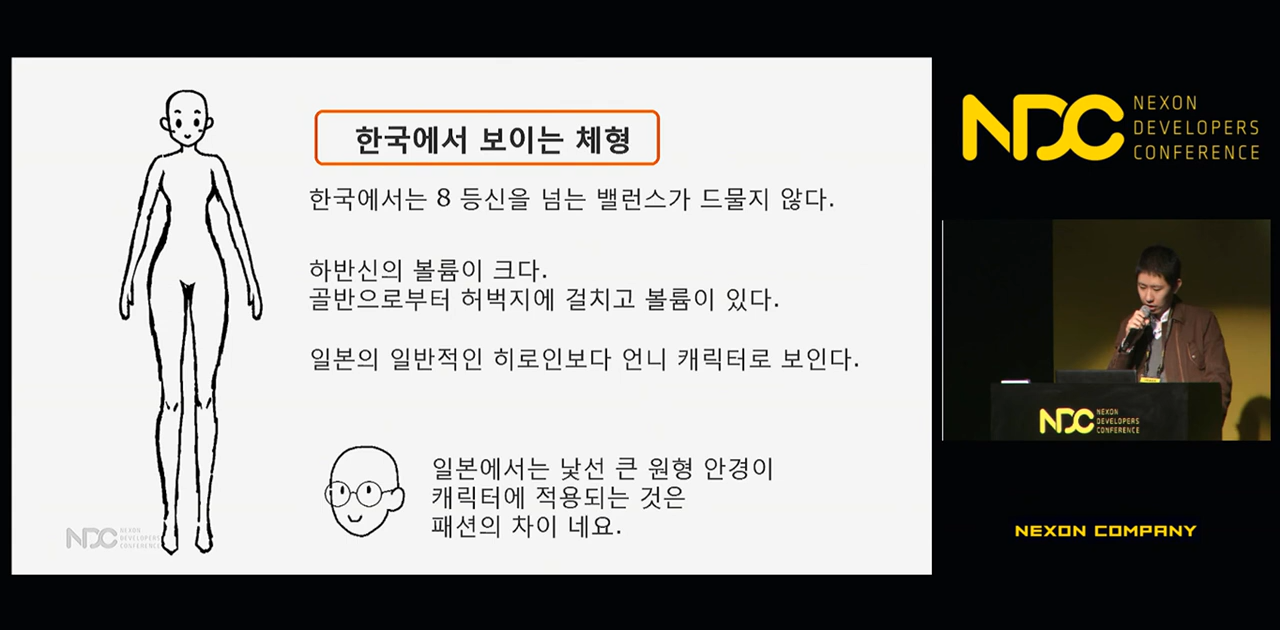 한국에서 보이는 체형
한국에서는 8 등신을 넘는 밸런스가 드물지 않다.
하반신의 볼륨이 크다.
골반으로부터 허벅지에 걸치고 볼륨이 있다.
일본의 일반적인 히로인보다 언니 캐릭터로 보인다.
일본에서는 낯선 큰 원형 안경이
캐릭터에 적용되는 것은
패션의 차이 네요.
NDC NEXON
DEVELOPERS
CONFERENCE
NDC NEXON
DEVELOPERS
CONFERENCE
NDC NEXON
DEVELOPERS
CONFERENCE
NEXON COMPANY